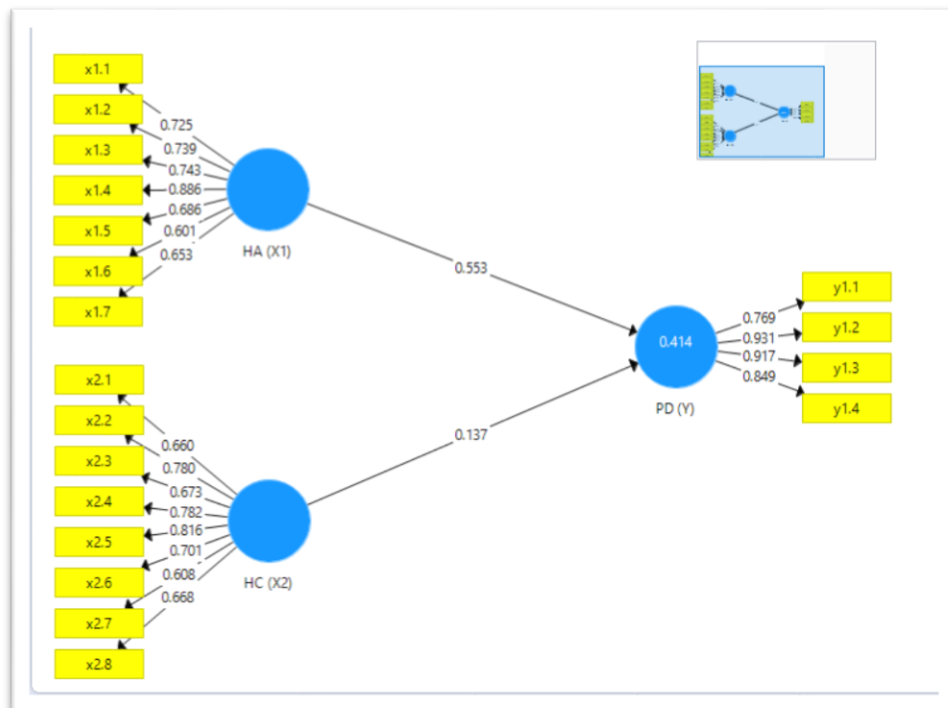 x1.1
x1.2
x1.3
x1.4
x1.5
x1.6
x1.7
0.725
0.739
0.743
0.886
0.686
0.601
0.653
HA (X1)
0.553
x2.1
x2.2
x2.3
x2.4
x2.5
x2.6
x2.7
x2.8
0.660
0.780
0.673
0.782
0.816
0.701
0.608
0.668
HC (X2)
0.137
0.414
PD (Y)
0.769
0.931
0.917
0.849
y1.1
y1.2
y1.3
y1.4